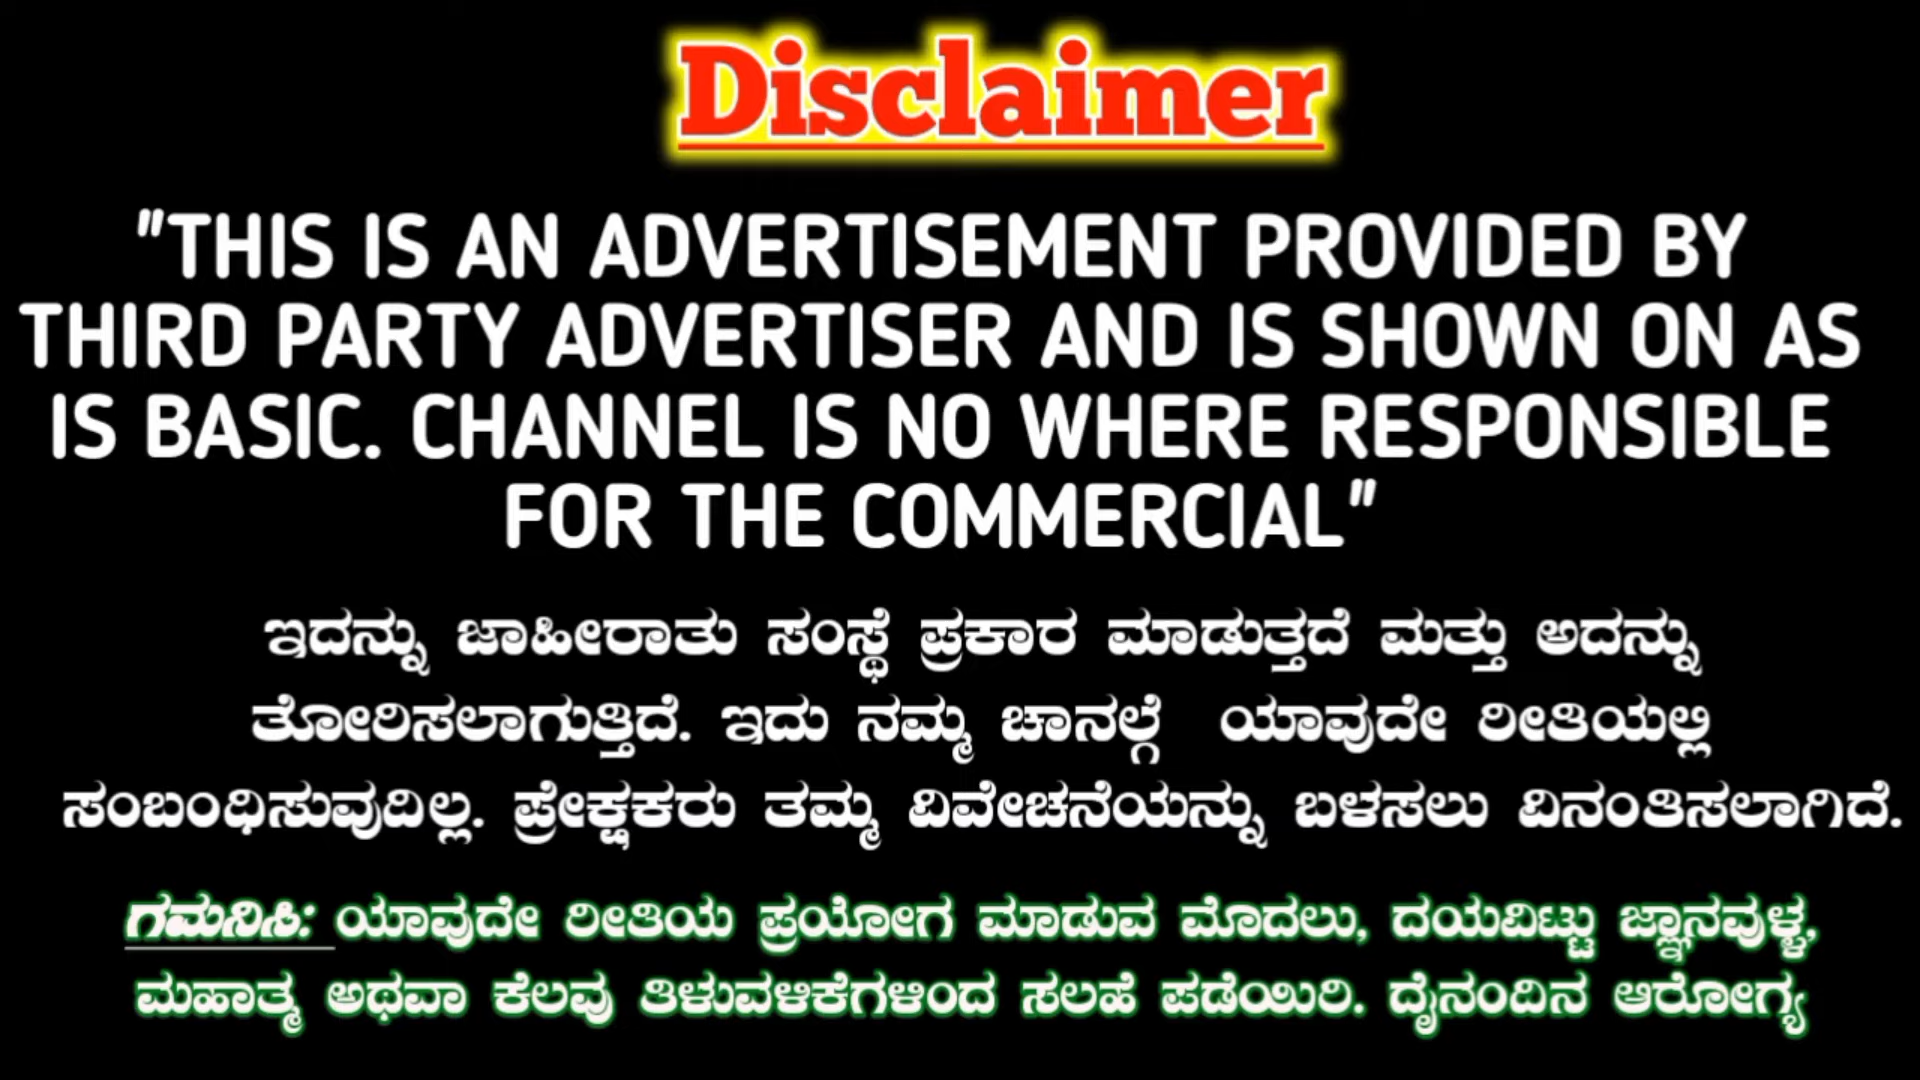 Disclaimer
"THIS IS AN ADVERTISEMENT PROVIDED BY
THIRD PARTY ADVERTISER AND IS SHOWN ON AS
IS BASIC. CHANNEL IS NO WHERE RESPONSIBLE
FOR THE COMMERCIAL"
ಇದನ್ನು ಜಾಹೀರಾತು ಸಂಸ್ಥೆ ಪ್ರಕಾರ ಮಾಡುತ್ತದೆ ಮತ್ತು ಅದನ್ನು
ತೋರಿಸಲಾಗುತ್ತಿದೆ. ಇದು ನಮ್ಮ ಚಾನಲ್ಗೆ ಯಾವುದೇ ರೀತಿಯಲ್ಲಿ
ಸಂಬಂಧಿಸುವುದಿಲ್ಲ. ಪ್ರೇಕ್ಷಕರು ತಮ್ಮ ವಿವೇಚನೆಯನ್ನು ಬಳಸಲು ವಿನಂತಿಸಲಾಗಿದೆ.
ಗಮನಿಸಿ: ಯಾವುದೇ ರೀತಿಯ ಪ್ರಯೋಗ ಮಾಡುವ ಮೊದಲು, ದಯವಿಟ್ಟು ಜ್ಞಾನವುಳ್ಳ,
ಮಹಾತ್ಮ ಅಥವಾ ಕೆಲವು ತಿಳುವಳಿಕೆಗಳಿಂದ ಸಲಹೆ ಪಡೆಯಿರಿ. ದೈನಂದಿನ ಆರೋಗ್ಯ